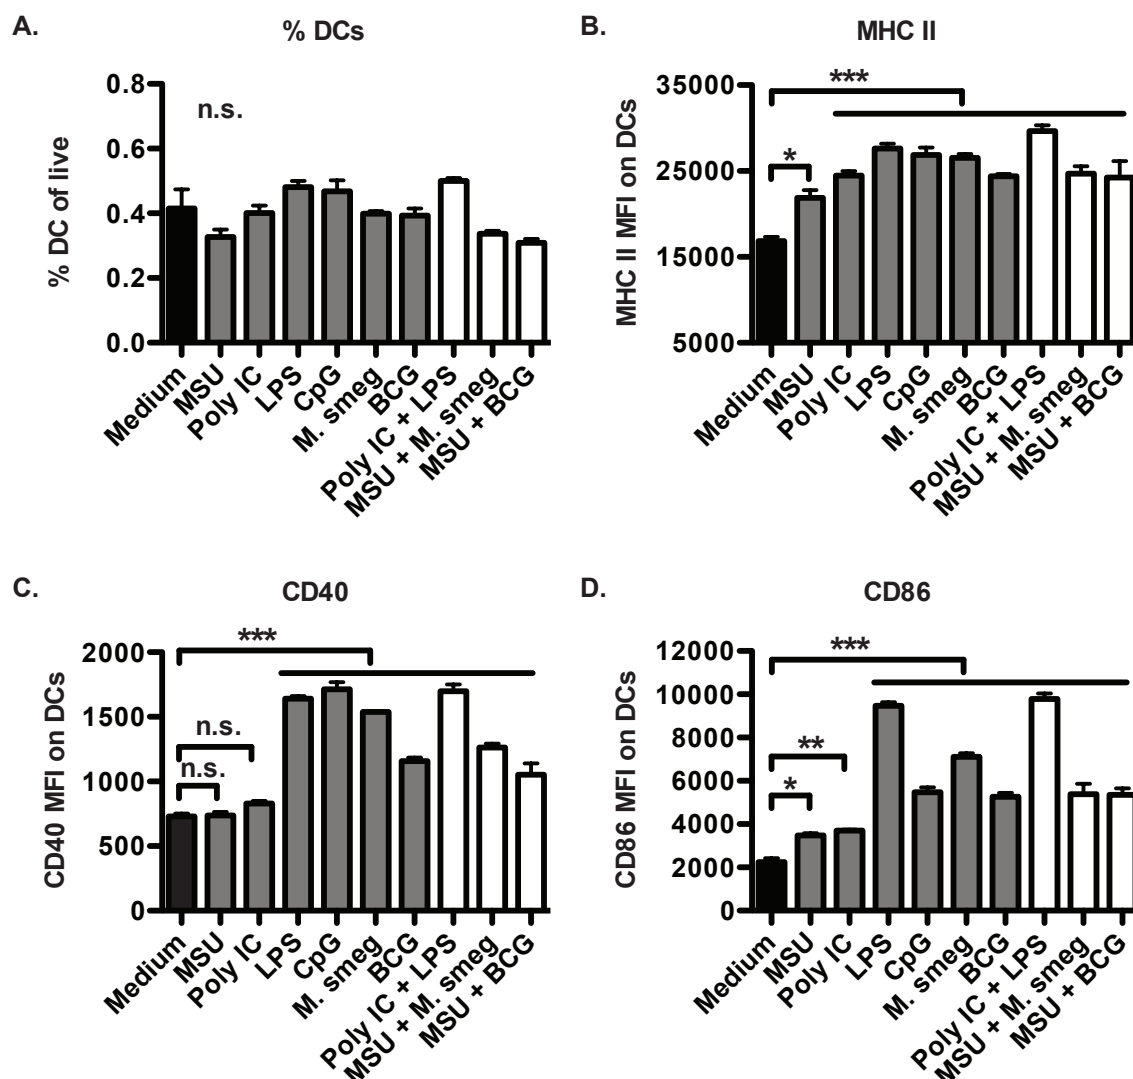 A.
% DCs
% DC of live
0.8
0.6
0.4
0.2
0.0
n.s.
Medium
MSU
Poly IC
LPS
CpG
M. smeg
BCG
Poly IC + LPS
MSU + M. smeg
MSU + BCG
B.
MHC II
MHC II MFI on DCs
35000
25000
15000
5000
***
*
Medium
MSU
Poly IC
LPS
CpG
M. smeg
BCG
Poly IC + LPS
MSU + M. smeg
MSU + BCG
C.
CD40
CD40 MFI on DCs
2000
1500
1000
500
0
***
n.s.
n.s.
Medium
MSU
Poly IC
LPS
CpG
M. smeg
BCG
Poly IC + LPS
MSU + M. smeg
MSU + BCG
D.
CD86
CD86 MFI on DCs
12000
10000
8000
6000
4000
2000
0
***
**
*
Medium
MSU
Poly IC
LPS
CpG
M. smeg
BCG
Poly IC + LPS
MSU + M. smeg
MSU + BCG